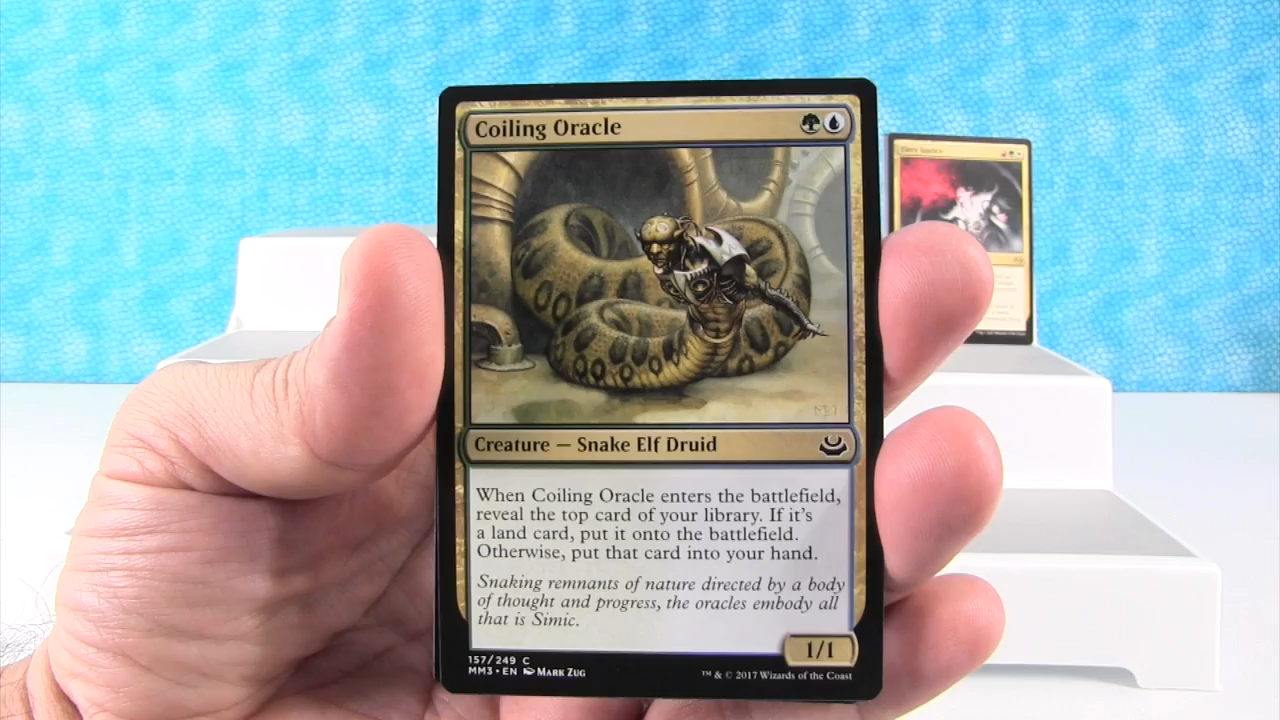 Coiling Oracle
Creature — Snake Elf Druid
When Coiling Oracle enters the battlefield,
reveal the top card of your library. If it's
a land card, put it onto the battlefield.
Otherwise, put that card into your hand.
Snaking remnants of nature directed by a body
of thought and progress, the oracles embody all
that is Simic.
1/1
157/249 C
MM3 • EN Mark Zug
™ & © 2017 Wizards of the Coast